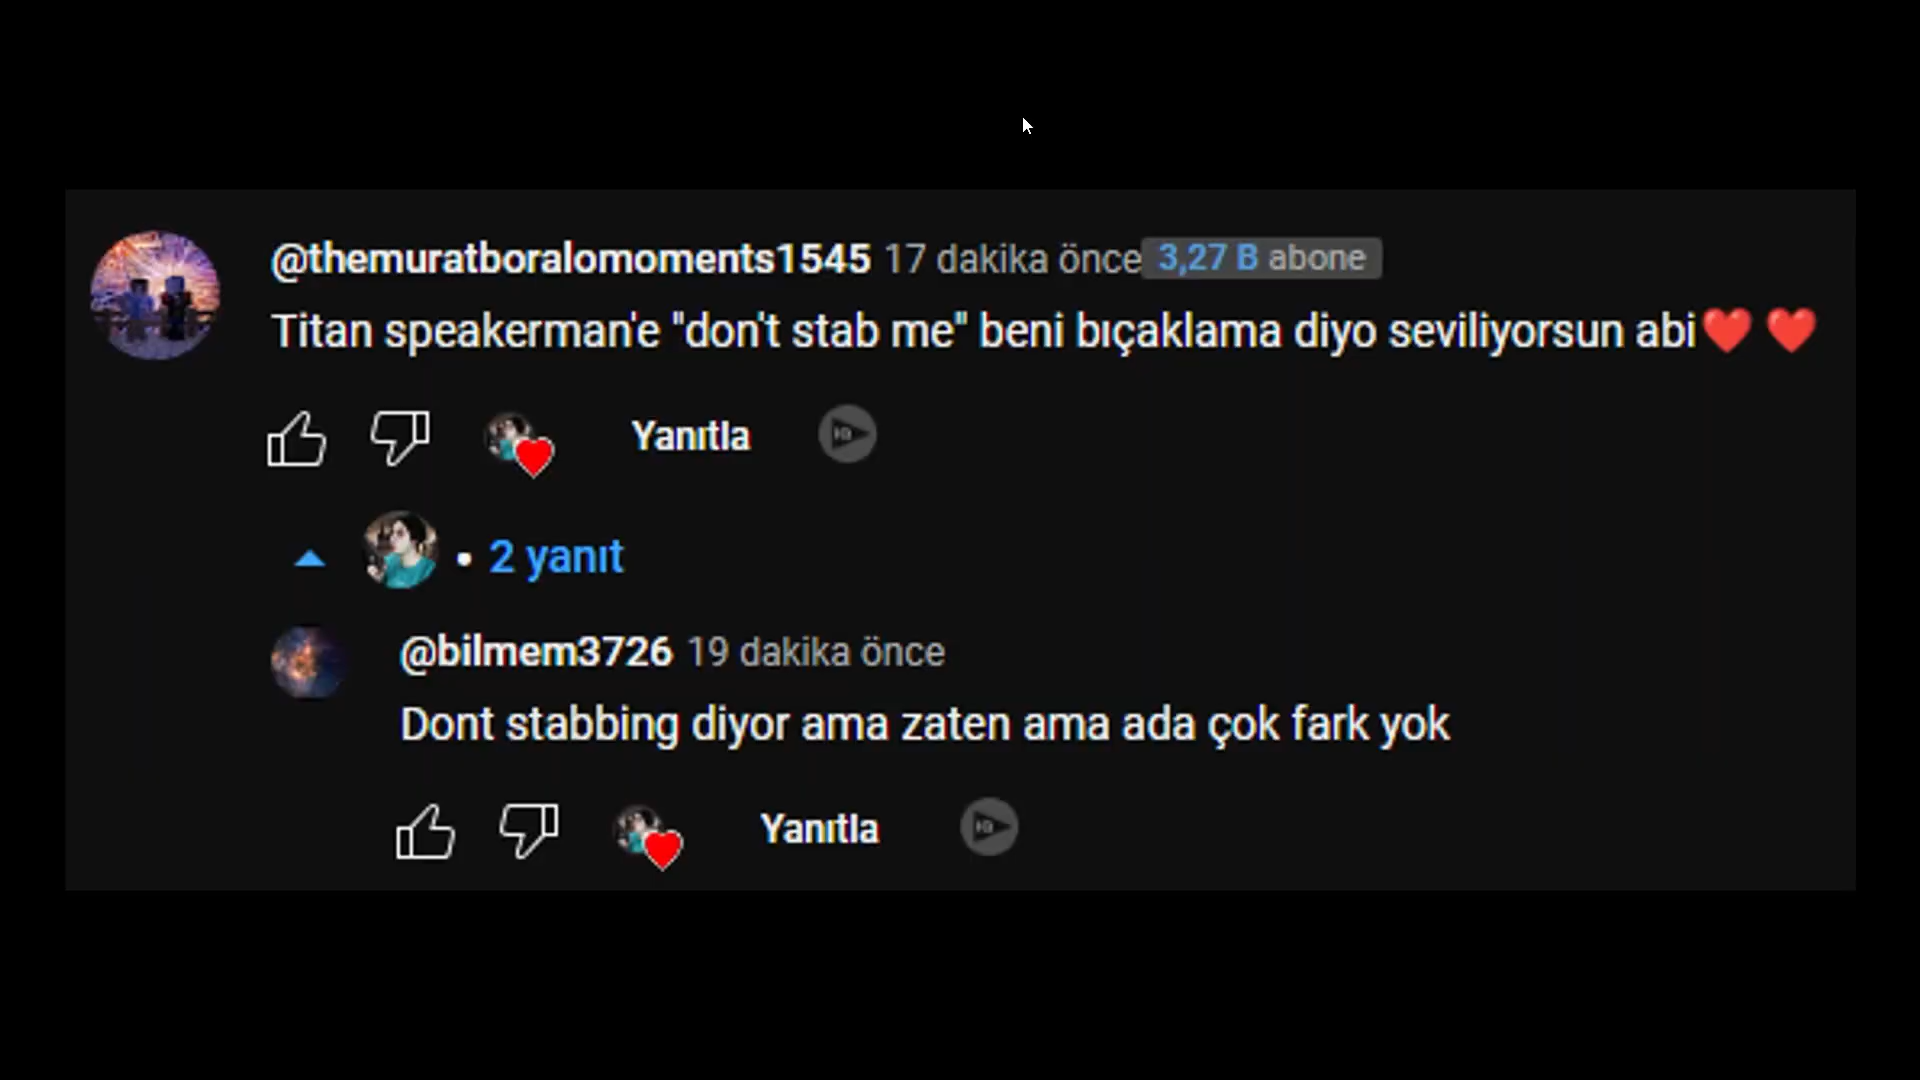 @themuratboralomoments1545 17 dakika önce 3,27 B abone
Titan speakerman'e "don't stab me" beni bıçaklama diyo seviliyorsun abi❤️ ❤️
Yanıtla
• 2 yanıt
@bilmem3726 19 dakika önce
Dont stabbing diyor ama zaten ama ada çok fark yok
Yanıtla